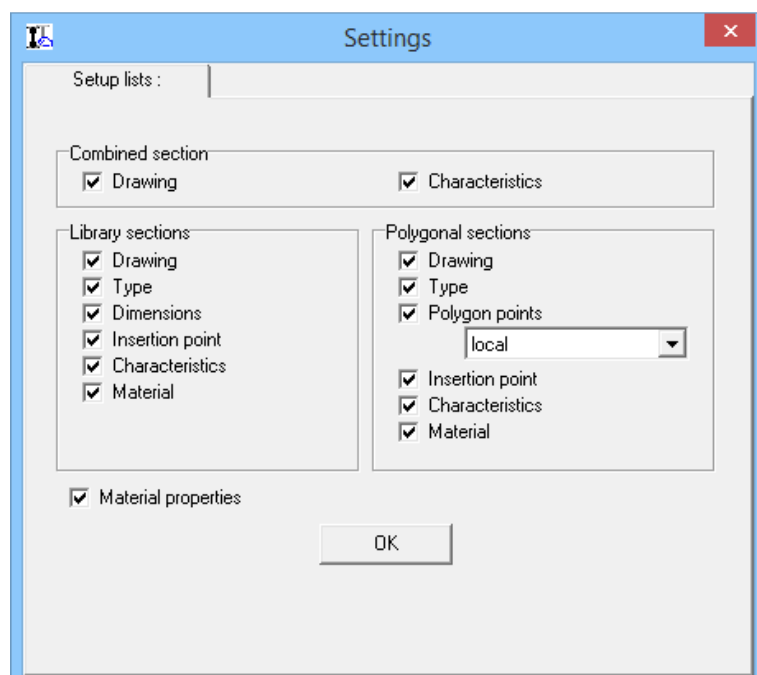 Settings
Setup lists :
Combined section
Drawing
Characteristics
Library sections
Drawing
Type
Dimensions
Insertion point
Characteristics
Material
Polygonal sections
Drawing
Type
Polygon points
local
Insertion point
Characteristics
Material
Material properties
OK